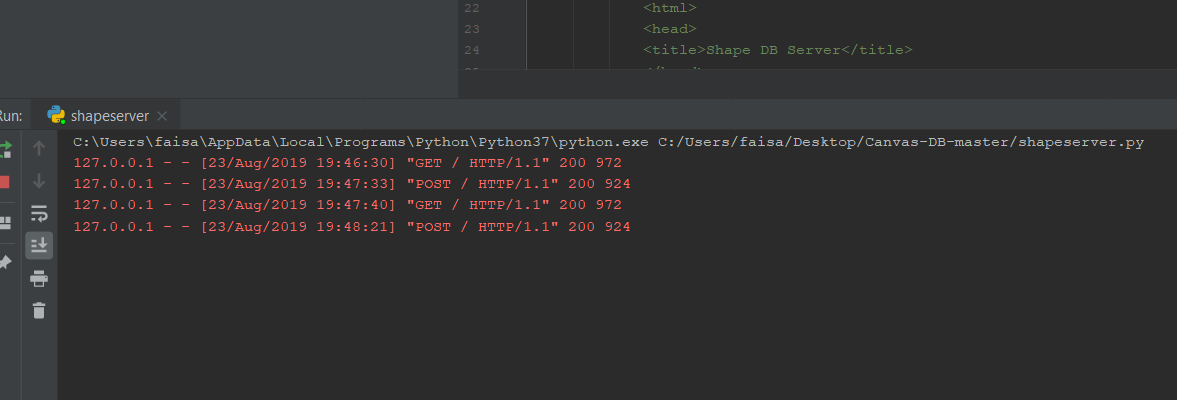 22 <html>
23 <head>
24 <title>Shape DB Server</title>
Run: shapeserver
C:\Users\faisa\AppData\Local\Programs\Python\Python37\python.exe C:/Users/faisa/Desktop/Canvas-DB-master/shapeserver.py
127.0.0.1 - - [23/Aug/2019 19:46:30] "GET / HTTP/1.1" 200 972
127.0.0.1 - - [23/Aug/2019 19:47:33] "POST / HTTP/1.1" 200 924
127.0.0.1 - - [23/Aug/2019 19:47:40] "GET / HTTP/1.1" 200 972
127.0.0.1 - - [23/Aug/2019 19:48:21] "POST / HTTP/1.1" 200 924